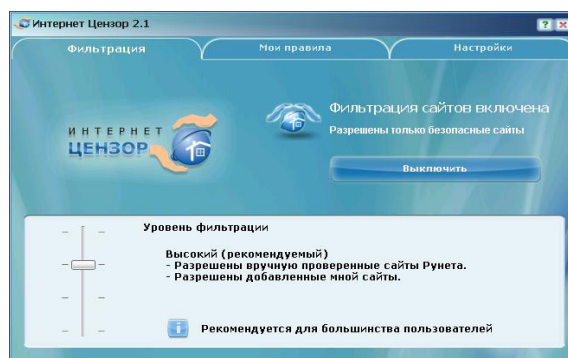 Интернет Цензор 2.1
Фильтрация
Мои правила
Настройки
ИНТЕРНЕТ
ЦЕНЗОР
Фильтрация сайтов включена
Разрешены только безопасные сайты
Выключить
Уровень фильтрации
Высокий (рекомендуемый)
- Разрешены вручную проверенные сайты Рунета.
- Разрешены добавленные мной сайты.
Рекомендуется для большинства пользователей